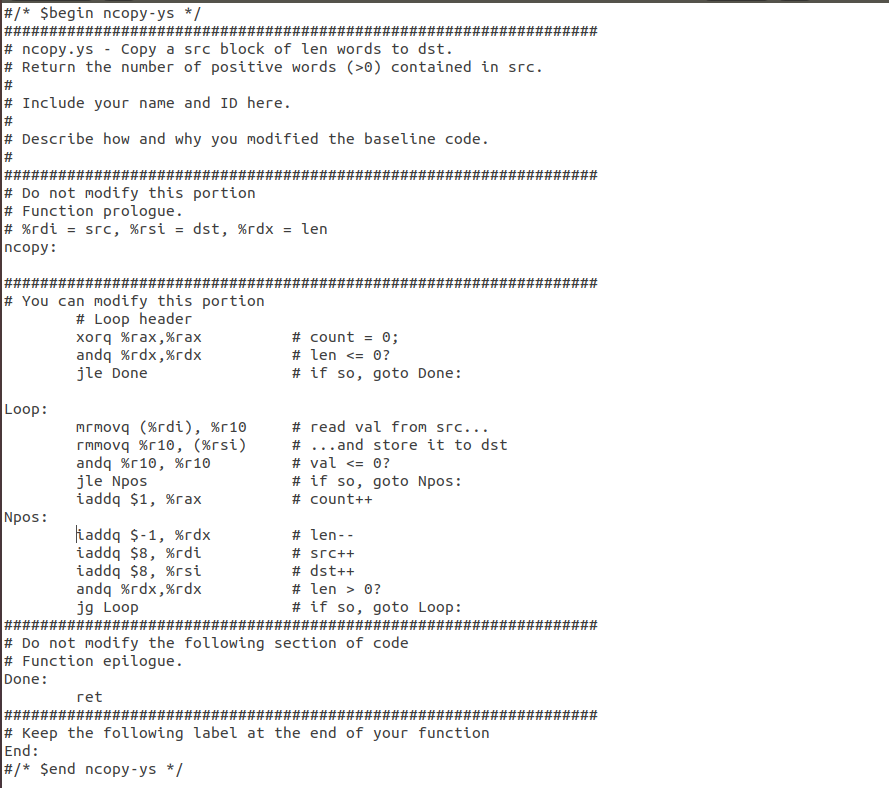 #/* $begin ncopy-ys */
##################################################################
# ncopy.ys - Copy a src block of len words to dst.
# Return the number of positive words (>0) contained in src.
#
# Include your name and ID here.
#
# Describe how and why you modified the baseline code.
#
##################################################################
# Do not modify this portion
# Function prologue.
# %rdi = src, %rsi = dst, %rdx = len
ncopy:

##################################################################
# You can modify this portion
        # Loop header
        xorq %rax,%rax          # count = 0;
        andq %rdx,%rdx          # len <= 0?
        jle Done                # if so, goto Done:

Loop:
        mrmovq (%rdi), %r10     # read val from src...
        rmmovq %r10, (%rsi)     # ...and store it to dst
        andq %r10, %r10         # val <= 0?
        jle Npos                # if so, goto Npos:
        iaddq $1, %rax          # count++
Npos:
        iaddq $-1, %rdx         # len--
        iaddq $8, %rdi          # src++
        iaddq $8, %rsi          # dst++
        andq %rdx,%rdx          # len > 0?
        jg Loop                 # if so, goto Loop:
##################################################################
# Do not modify the following section of code
# Function epilogue.
Done:
        ret
##################################################################
# Keep the following label at the end of your function
End:
#/* $end ncopy-ys */